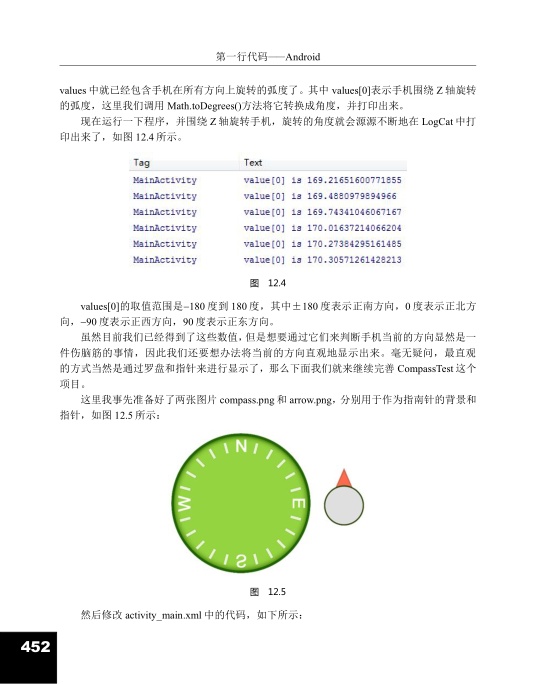 第一行代码——Android
values 中就已经包含手机在所有方向上旋转的弧度了。其中 values[0]表示手机围绕 Z 轴旋转
的弧度，这里我们调用 Math.toDegrees()方法将它转换成角度，并打印出来。
现在运行一下程序，并围绕 Z 轴旋转手机，旋转的角度就会源源不断地在 LogCat 中打
印出来了，如图 12.4 所示。
Tag Text
MainActivity value[0] is 169.21651600771855
MainActivity value[0] is 169.4880979894966
MainActivity value[0] is 169.74341046067167
MainActivity value[0] is 170.01637214066204
MainActivity value[0] is 170.27384295161485
MainActivity value[0] is 170.30571261428213
图 12.4
values[0]的取值范围是–180 度到 180 度，其中±180 度表示正南方向，0 度表示正北方
向，–90 度表示正西方向，90 度表示正东方向。
虽然目前我们已经得到了这些数值，但是想要通过它们来判断手机当前的方向显然是一
件伤脑筋的事情，因此我们还要想办法将当前的方向直观地显示出来。毫无疑问，最直观
的方式当然是通过罗盘和指针来进行显示了，那么下面我们就来继续完善 CompassTest 这个
项目。
这里我事先准备好了两张图片 compass.png 和 arrow.png，分别用于作为指南针的背景和
指针，如图 12.5 所示：
N
W
E
S
图 12.5
然后修改 activity_main.xml 中的代码，如下所示：
452